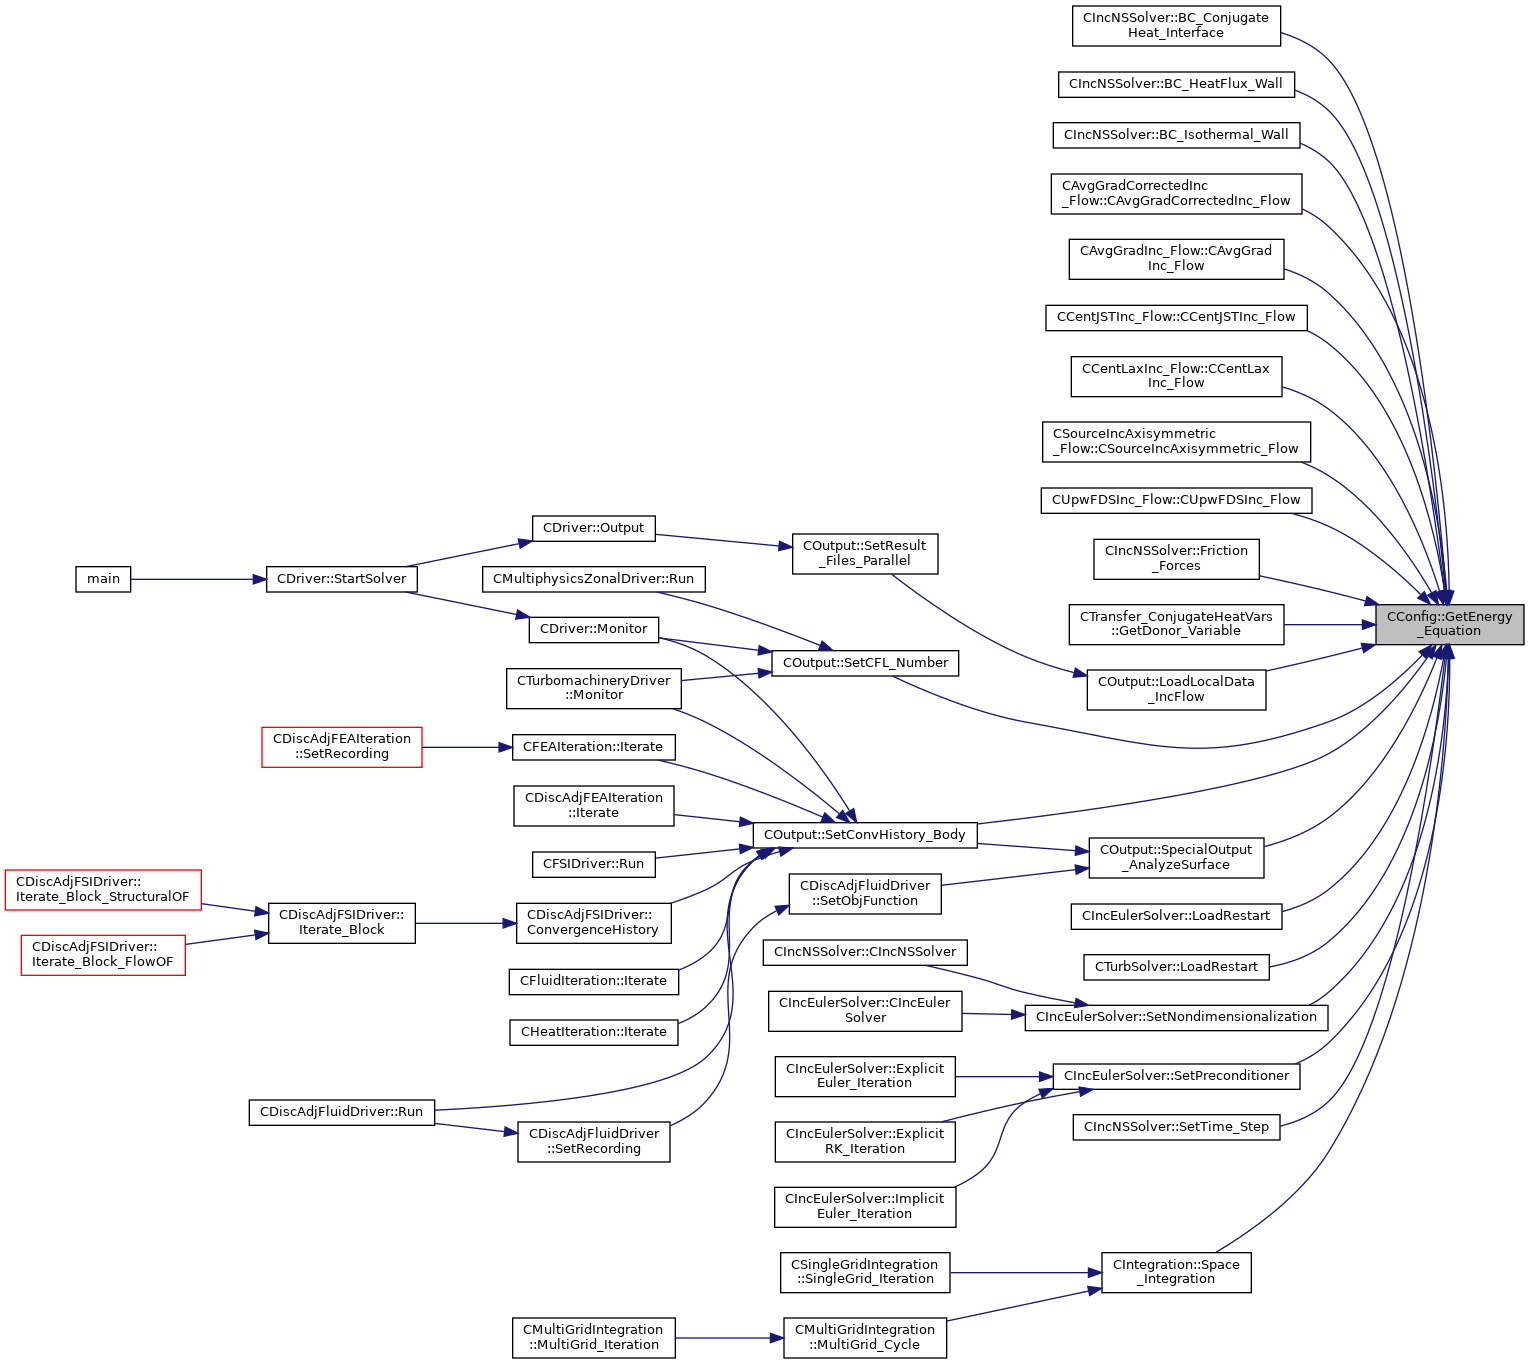 CIncNSSolver::BC_Conjugate
Heat_Interface
CIncNSSolver::BC_HeatFlux_Wall
CIncNSSolver::BC_Isothermal_Wall
CAvgGradCorrectedInc
_Flow::CAvgGradCorrectedInc_Flow
CAvgGradInc_Flow::CAvgGrad
Inc_Flow
CCentJSTInc_Flow::CCentJSTInc_Flow
CCentLaxInc_Flow::CCentLax
Inc_Flow
CSourceIncAxisymmetric
_Flow::CSourceIncAxisymmetric_Flow
CUpwFDSInc_Flow::CUpwFDSInc_Flow
CIncNSSolver::Friction
_Forces
CTransfer_ConjugateHeatVars
::GetDonor_Variable
CConfig::GetEnergy
_Equation
COutput::LoadLocalData
_IncFlow
CDriver::Output
COutput::SetResult
_Files_Parallel
main
CDriver::StartSolver
CMultiphysicsZonalDriver::Run
CDriver::Monitor
COutput::SetCFL_Number
CTurbomachineryDriver
::Monitor
CDiscAdjFEAIteration
::SetRecording
CFEAIteration::Iterate
CDiscAdjFEAIteration
::Iterate
COutput::SetConvHistory_Body
COutput::SpecialOutput
_AnalyzeSurface
CFSIDriver::Run
CDiscAdjFluidDriver
::SetObjFunction
CDiscAdjFSIDriver::
Iterate_Block_StructuralOF
CDiscAdjFSIDriver::
Iterate_Block_FlowOF
CDiscAdjFSIDriver::
Iterate_Block
CDiscAdjFSIDriver::
ConvergenceHistory
CIncEulerSolver::LoadRestart
CIncNSSolver::CIncNSSolver
CTurbSolver::LoadRestart
CFluidIteration::Iterate
CIncEulerSolver::CIncEuler
Solver
CIncEulerSolver::SetNondimensionalization
CHeatIteration::Iterate
CIncEulerSolver::Explicit
Euler_Iteration
CIncEulerSolver::SetPreconditioner
CDiscAdjFluidDriver::Run
CDiscAdjFluidDriver
::SetRecording
CIncEulerSolver::Explicit
RK_Iteration
CIncNSSolver::SetTime_Step
CIncEulerSolver::Implicit
Euler_Iteration
CSingleGridIntegration
::SingleGrid_Iteration
CIntegration::Space
_Integration
CMultiGridIntegration
::MultiGrid_Iteration
CMultiGridIntegration
::MultiGrid_Cycle